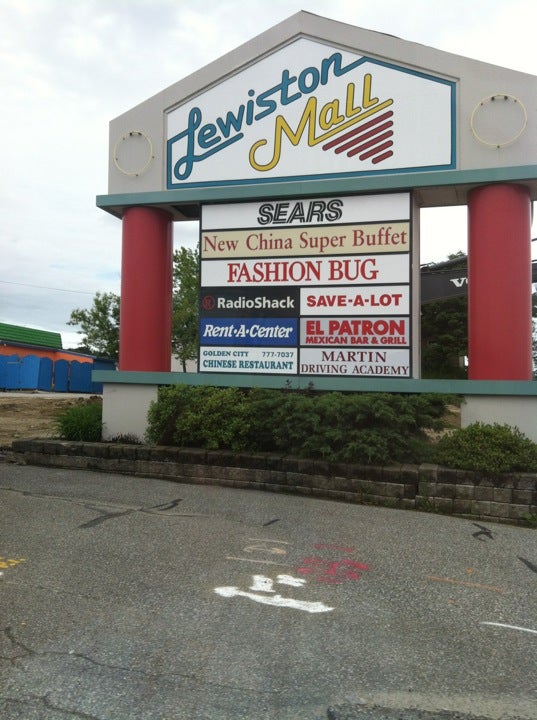 Lewiston
Mall
SEARS
New China Super Buffet
FASHION BUG
RadioShack
SAVE-A-LOT
Rent-A-Center
EL PATRON
MEXICAN BAR & GRILL
GOLDEN CITY 777-7037
CHINESE RESTAURANT
MARTIN
DRIVING ACADEMY